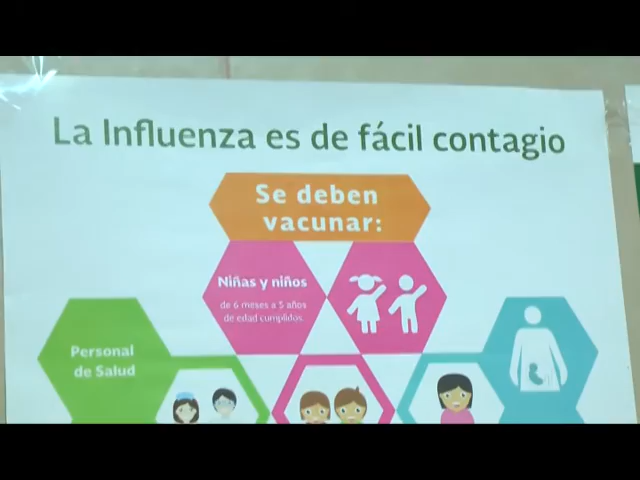 La Influenza es de fácil contagio
Se deben
vacunar:
Niñas y niños
de 6 meses a 5 años
de edad cumplidos.
Personal
de Salud